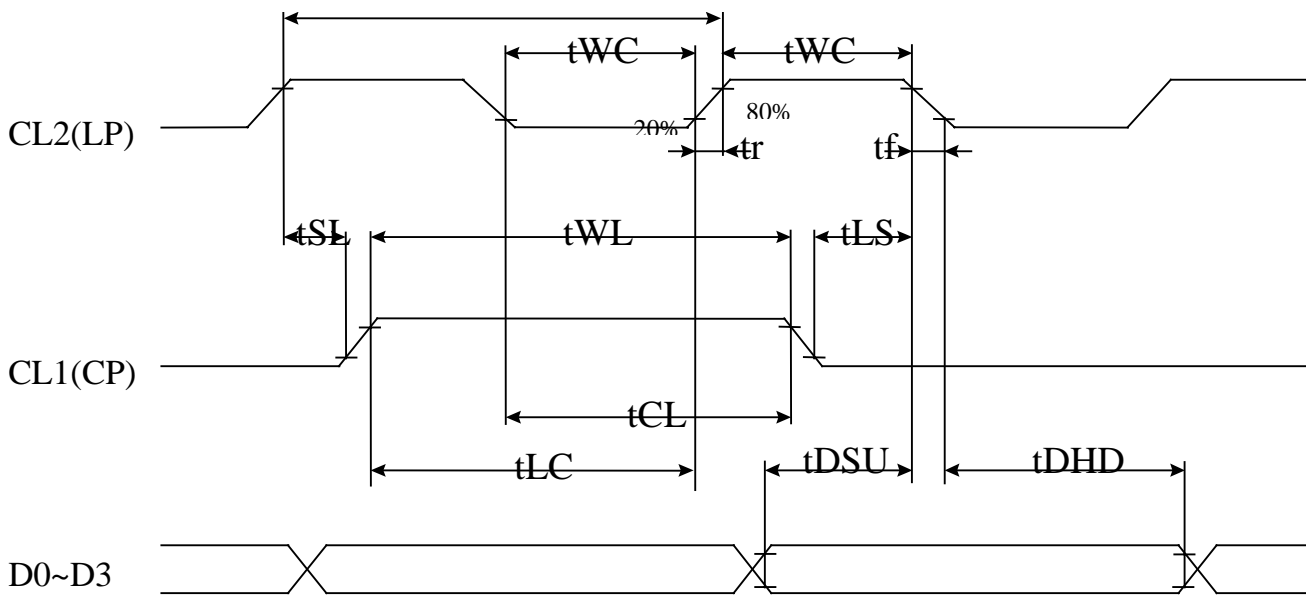 tWC tWC
CL2(LP) 20% 80%
tr tf
tSL tWL tLS
CL1(CP)
tCL
tLC tDSU tDHD
D0~D3